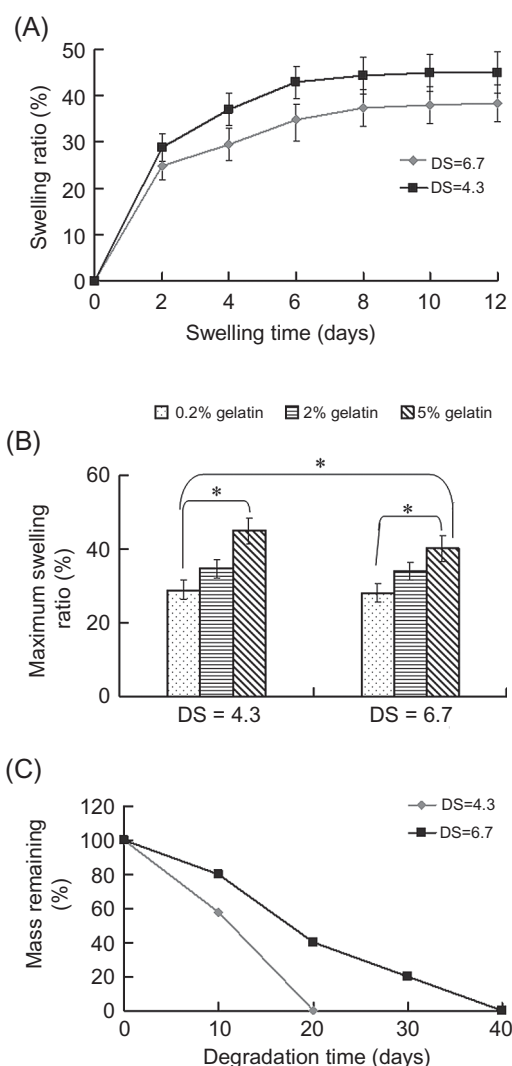 (A)
50
40
30
20
10
0
Swelling ratio (%)
DS=6.7
DS=4.3
0 2 4 6 8 10 12
Swelling time (days)
0.2% gelatin 2% gelatin 5% gelatin
(B)
*
* *
60
40
20
0
Maximum swelling
ratio (%)
DS = 4.3 DS = 6.7
(C)
120
100
80
60
40
20
0
Mass remaining
(%)
DS=4.3
DS=6.7
0 10 20 30 40
Degradation time (days)